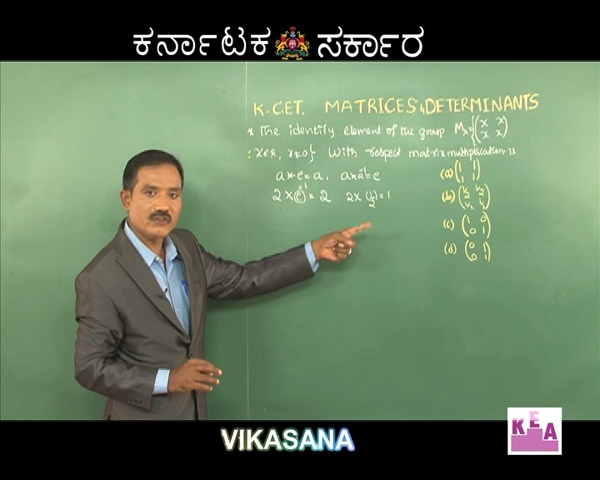 ಕರ್ನಾಟಕ ಸರ್ಕಾರ
K-CET. MATRICES & DETERMINANTS
* The identity element of the group Mx = {(x x
x x)
: x∈R, x≠0} With respect matrix multiplication is
a*e=a, a*a⁻¹=e
2×(e)⁻¹=2 2×(1/2)=1
(a) (1 1
1 1)
(b) (1/2 1/2
1/2 1/2)
(c) (1 0
0 1)
(d) (0 1
0 1)
VIKASANA
KEA